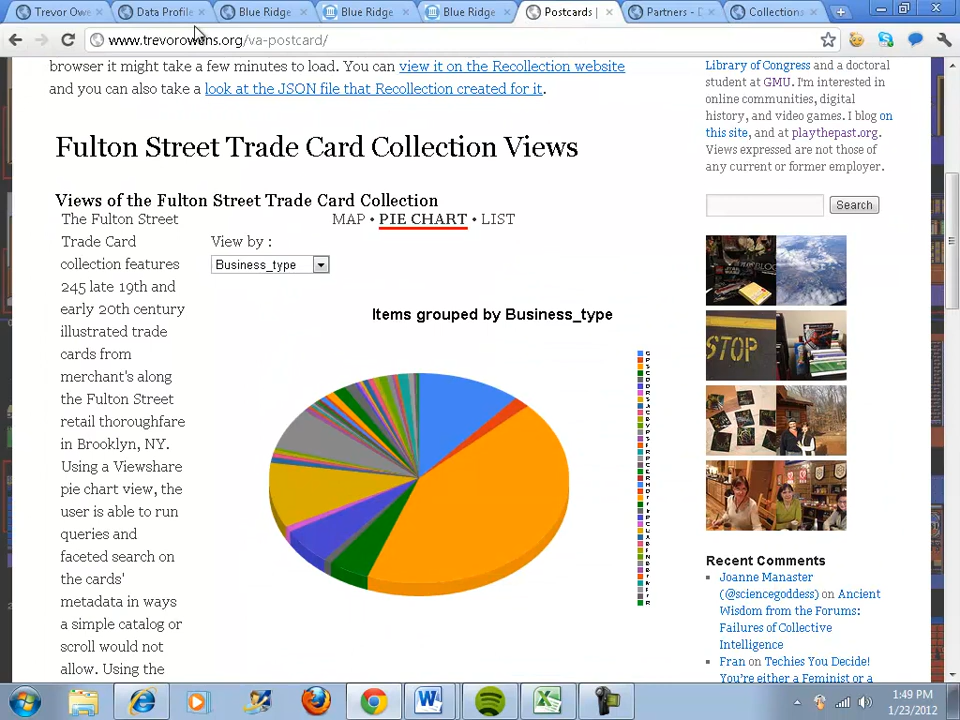 Trevor Owe
Data Profile
Blue Ridge
Blue Ridge
Blue Ridge
Postcards |
Partners - D
Collections
www.trevorowens.org/va-postcard/
browser it might take a few minutes to load. You can view it on the Recollection website
and you can also take a look at the JSON file that Recollection created for it.
Fulton Street Trade Card Collection Views
Views of the Fulton Street Trade Card Collection
The Fulton Street
Trade Card
collection features
245 late 19th and
early 20th century
illustrated trade
cards from
merchant's along
the Fulton Street
retail thoroughfare
in Brooklyn, NY.
Using a Viewshare
pie chart view, the
user is able to run
queries and
faceted search on
the cards'
metadata in ways
a simple catalog or
scroll would not
allow. Using the
MAP • PIE CHART • LIST
View by :
Business_type
Items grouped by Business_type
Library of Congress and a doctoral
student at GMU. I'm interested in
online communities, digital
history, and video games. I blog on
this site, and at playthepast.org.
Views expressed are not those of
any current or former employer.
Search
STOP
Recent Comments
Joanne Manaster
(@sciencegoddess) on Ancient
Wisdom from the Forums:
Failures of Collective
Intelligence
Fran on Techies You Decide!
You're either a Feminist or a
1:49 PM
1/23/2012